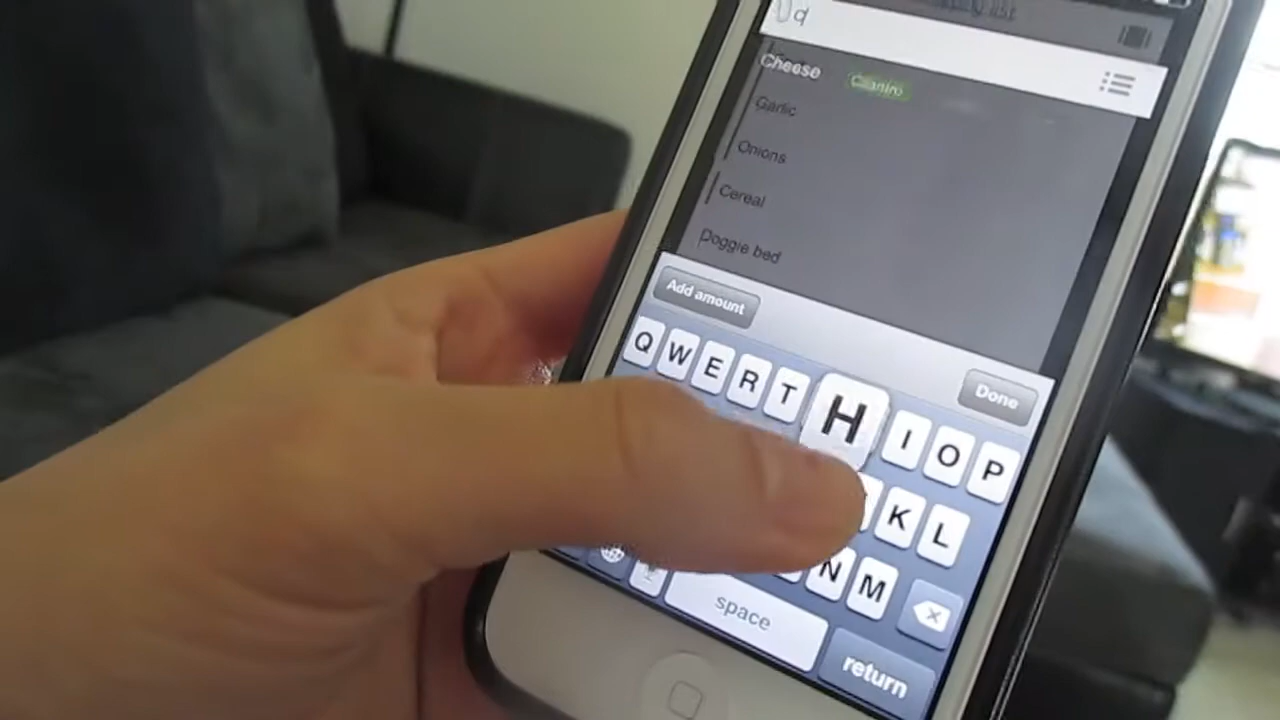 Cheese Cilantro
Garlic
Onions
Cereal
Doggie bed
Add amount
Done
Q W E R T H I O P
K L
N M
space
return